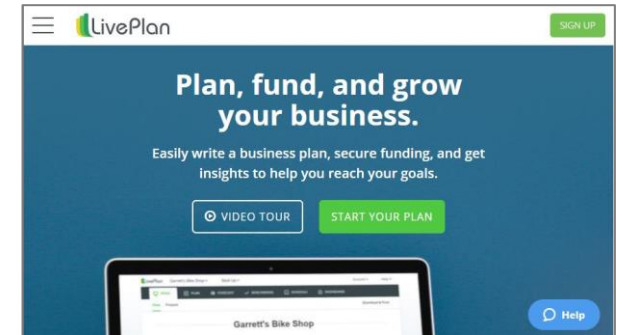 LivePlan
SIGN UP
Plan, fund, and grow
your business.
Easily write a business plan, secure funding, and get
insights to help you reach your goals.
VIDEO TOUR
START YOUR PLAN
LivePlan
Garrett's Bike Shop
Help